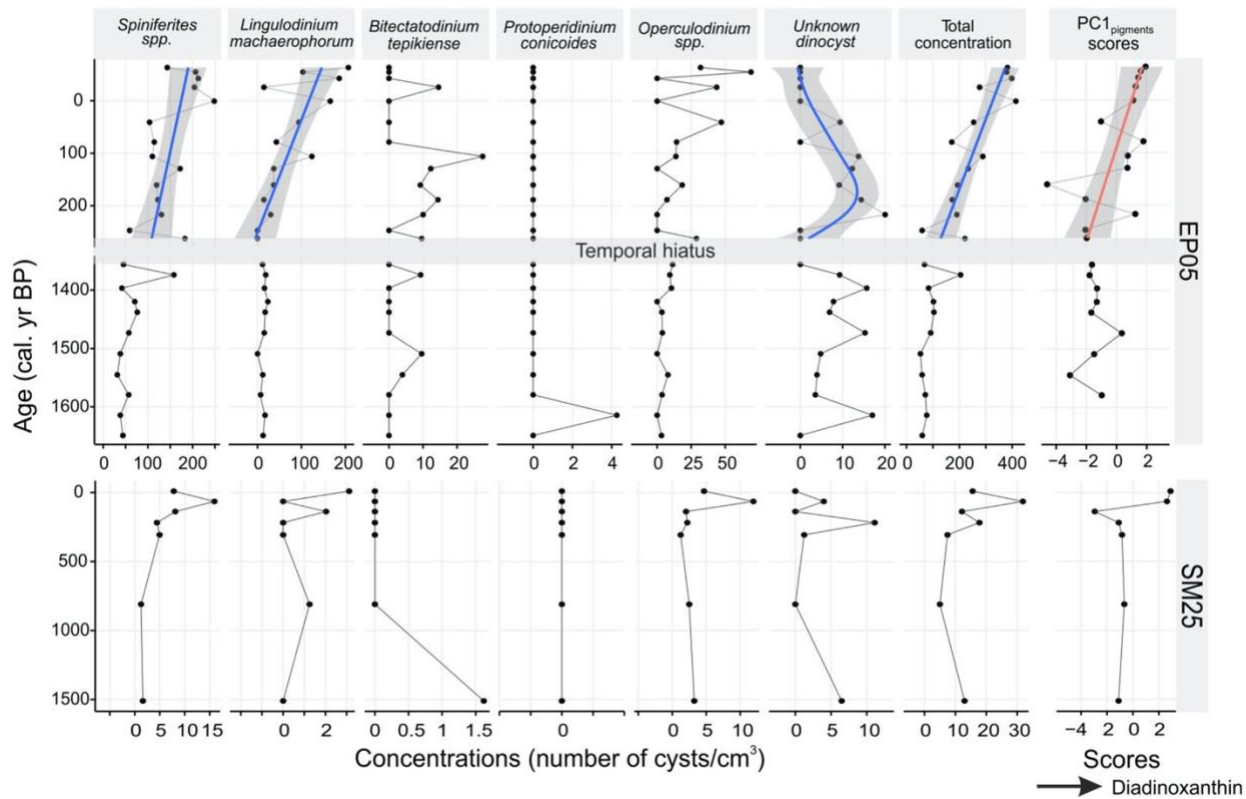 Spiniferites spp.
Lingulodinium machaerophorum
Bitectatodinium tepikiense
Protoperidinium conicoides
Operculodinium spp.
Unknown dinocyst
Total concentration
PC1pigments scores
0
100
200
Temporal hiatus
1400
1500
1600
EP05
Age (cal. yr BP)
0 100 200
0 100 200
0 10 20
0 2 4
0 25 50
0 10 20
0 200 400
−4 −2 0 2
0
500
1000
1500
SM25
0 5 10 15
0 2
0 0.5 1 1.5
0
0 5 10
0 5 10
0 10 20 30
−4 −2 0 2
Concentrations (number of cysts/cm3)
Scores
Diadinoxanthin